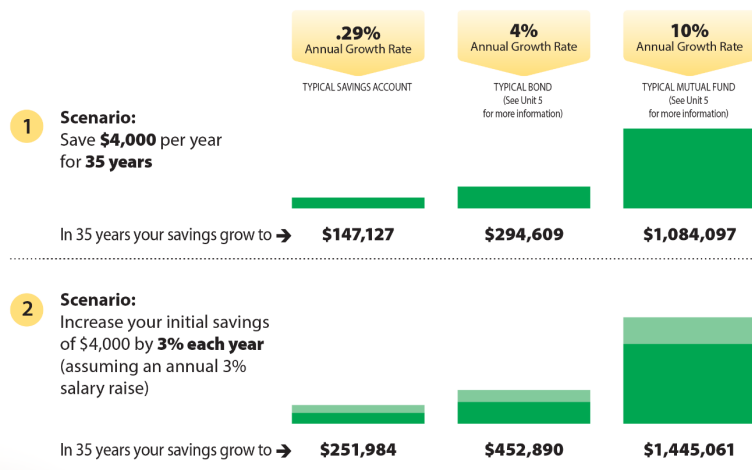 .29%
Annual Growth Rate
TYPICAL SAVINGS ACCOUNT
4%
Annual Growth Rate
TYPICAL BOND
(See Unit 5
for more information)
10%
Annual Growth Rate
TYPICAL MUTUAL FUND
(See Unit 5
for more information)
1
Scenario:
Save $4,000 per year
for 35 years
In 35 years your savings grow to ➔ $147,127 $294,609 $1,084,097
2
Scenario:
Increase your initial savings
of $4,000 by 3% each year
(assuming an annual 3%
salary raise)
In 35 years your savings grow to ➔ $251,984 $452,890 $1,445,061